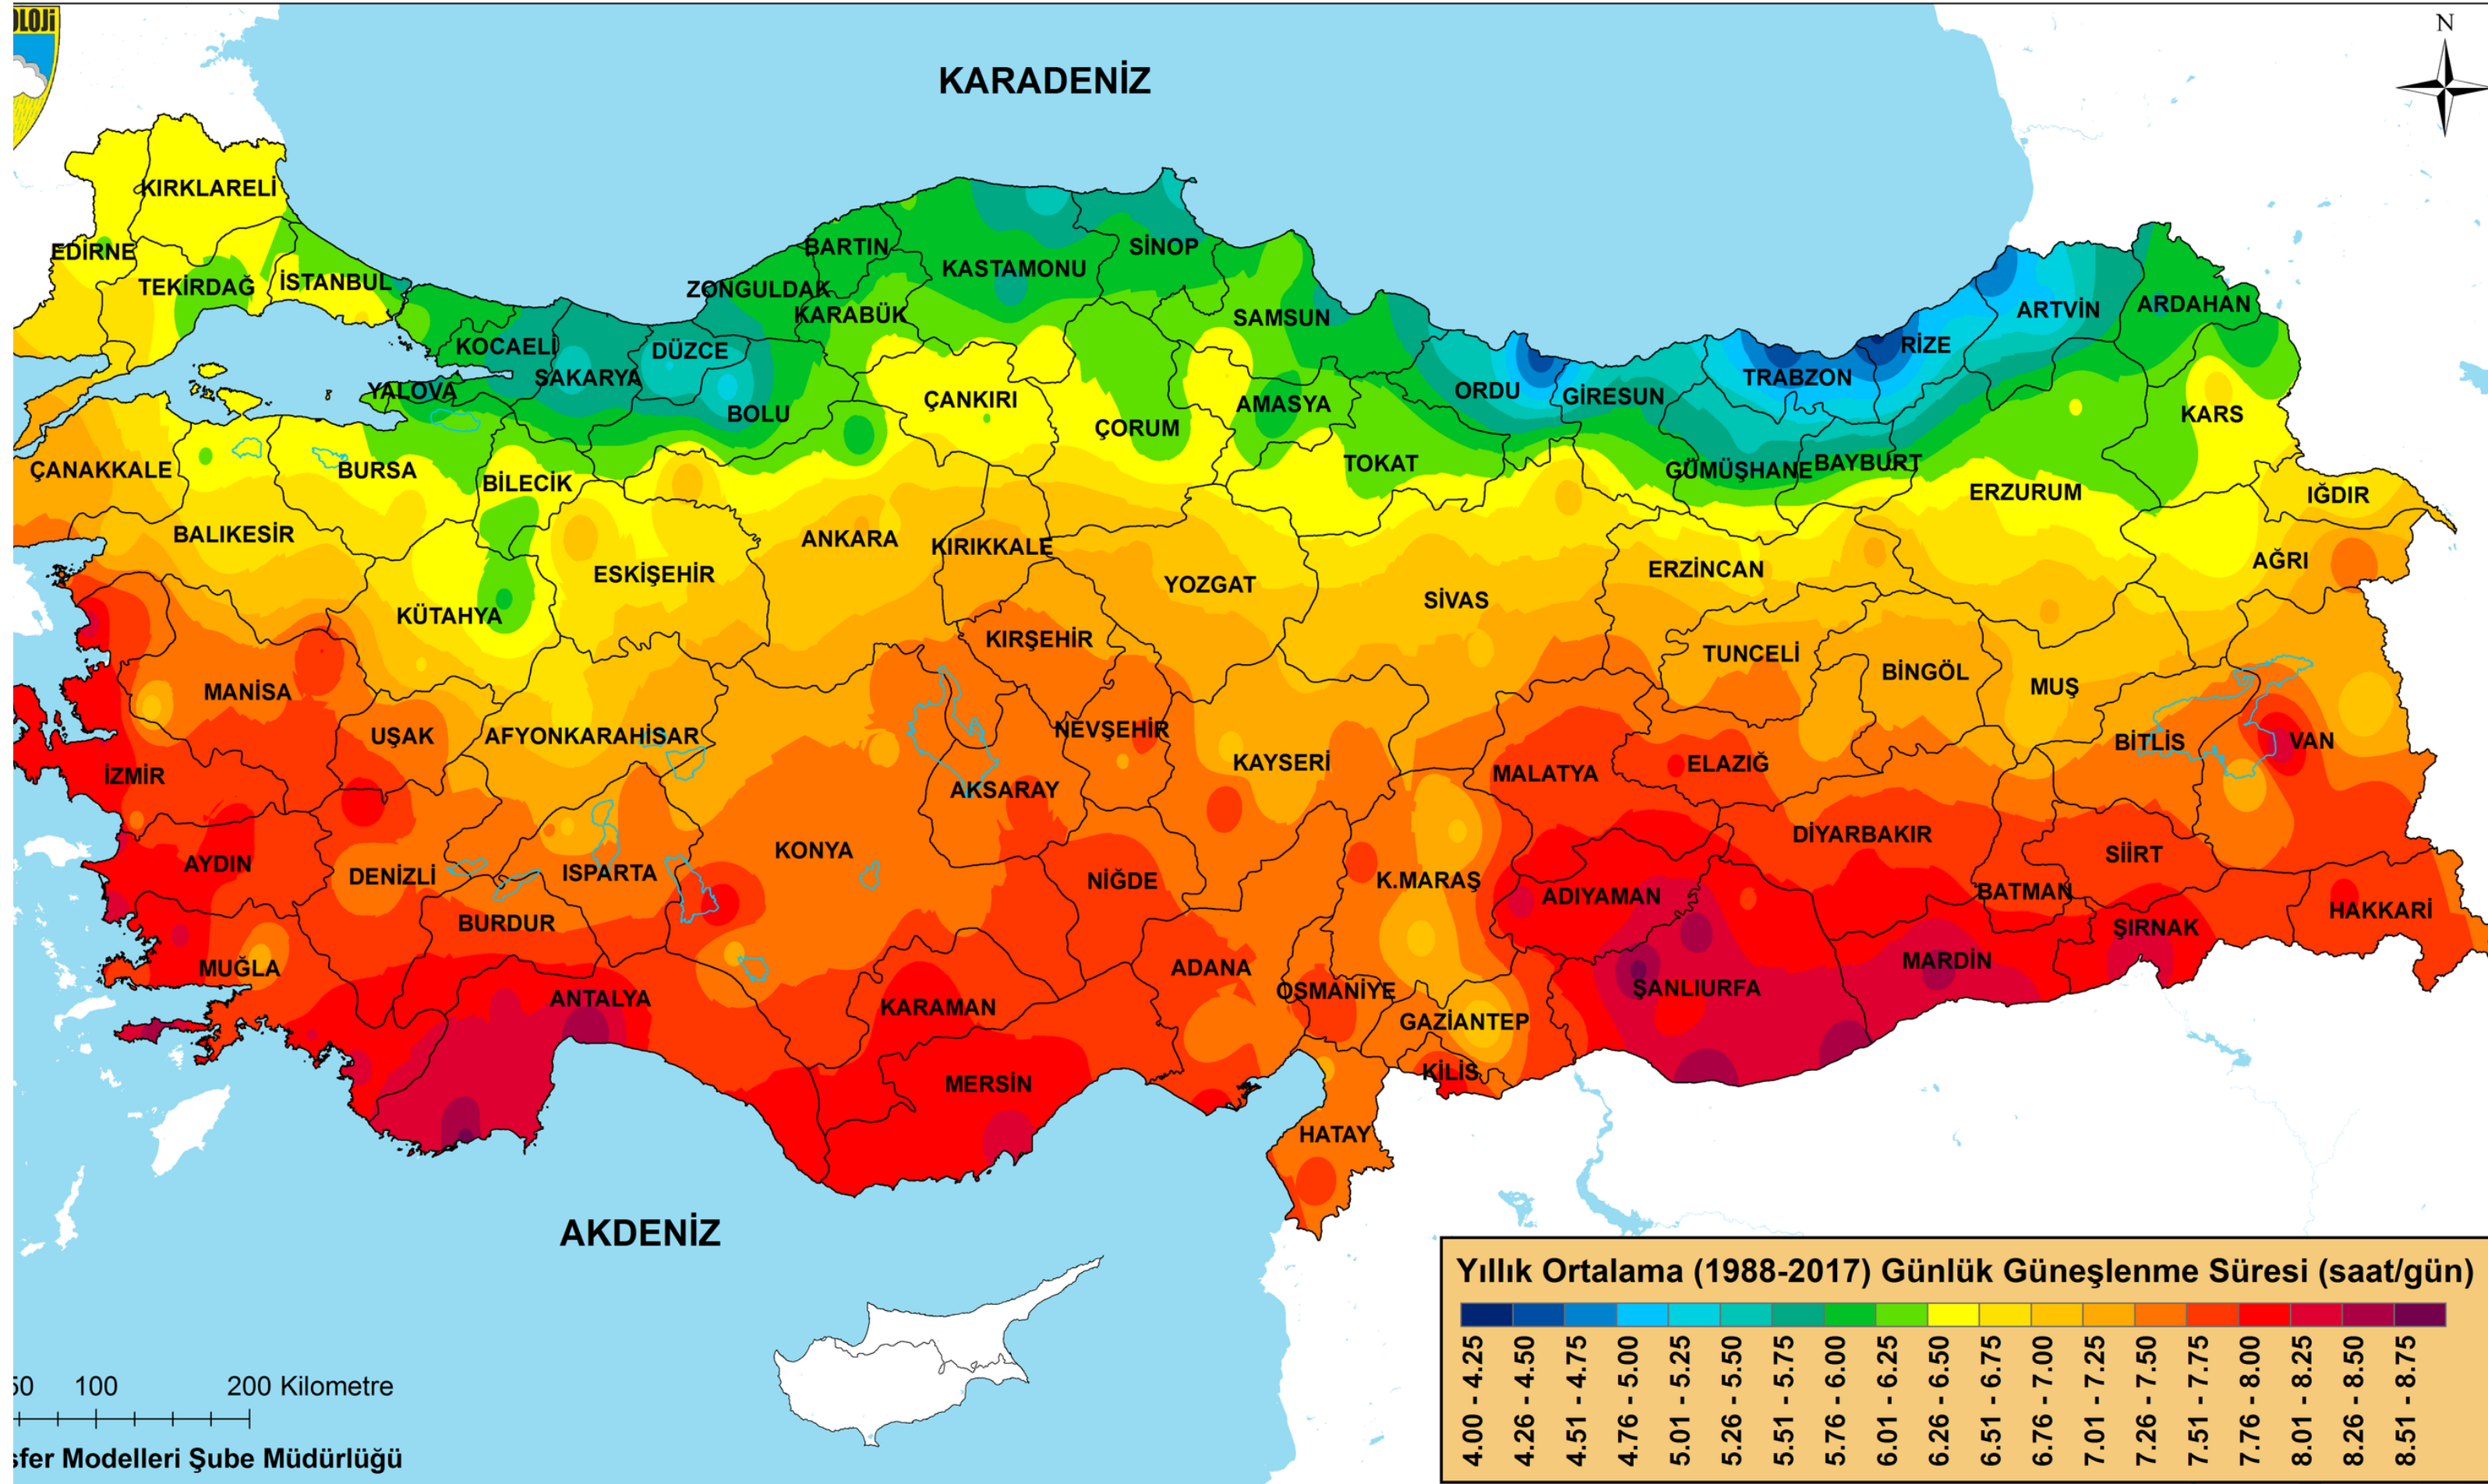 OLOJİ
N
KARADENİZ
KIRKLARELİ
EDİRNE
TEKİRDAĞ
İSTANBUL
BARTIN
SİNOP
KASTAMONU
ZONGULDAK
KARABÜK
SAMSUN
ARTVİN
ARDAHAN
KOCAELİ
DÜZCE
SAKARYA
RİZE
YALOVA
BOLU
ÇANKIRI
ÇORUM
AMASYA
ORDU
GİRESUN
TRABZON
KARS
ÇANAKKALE
BURSA
BİLECİK
TOKAT
GÜMÜŞHANE
BAYBURT
ERZURUM
IĞDIR
BALIKESİR
ANKARA
KIRIKKALE
ESKİŞEHİR
YOZGAT
ERZİNCAN
AĞRI
KÜTAHYA
SİVAS
KIRŞEHİR
TUNCELİ
BİNGÖL
MUŞ
MANİSA
UŞAK
AFYONKARAHİSAR
NEVŞEHİR
KAYSERİ
BİTLİS
VAN
İZMİR
AKSARAY
MALATYA
ELAZIĞ
AYDIN
DENİZLİ
ISPARTA
KONYA
NİĞDE
K.MARAŞ
ADIYAMAN
DİYARBAKIR
SİİRT
BATMAN
BURDUR
HAKKARİ
ŞIRNAK
MUĞLA
ANTALYA
KARAMAN
ADANA
OSMANİYE
ŞANLIURFA
MARDİN
GAZİANTEP
KİLİS
MERSİN
HATAY
AKDENİZ
Yıllık Ortalama (1988-2017) Günlük Güneşlenme Süresi (saat/gün)
4.00 - 4.25
4.26 - 4.50
4.51 - 4.75
4.76 - 5.00
5.01 - 5.25
5.26 - 5.50
5.51 - 5.75
5.76 - 6.00
6.01 - 6.25
6.26 - 6.50
6.51 - 6.75
6.76 - 7.00
7.01 - 7.25
7.26 - 7.50
7.51 - 7.75
7.76 - 8.00
8.01 - 8.25
8.26 - 8.50
8.51 - 8.75
50 100 200 Kilometre
sfer Modelleri Şube Müdürlüğü